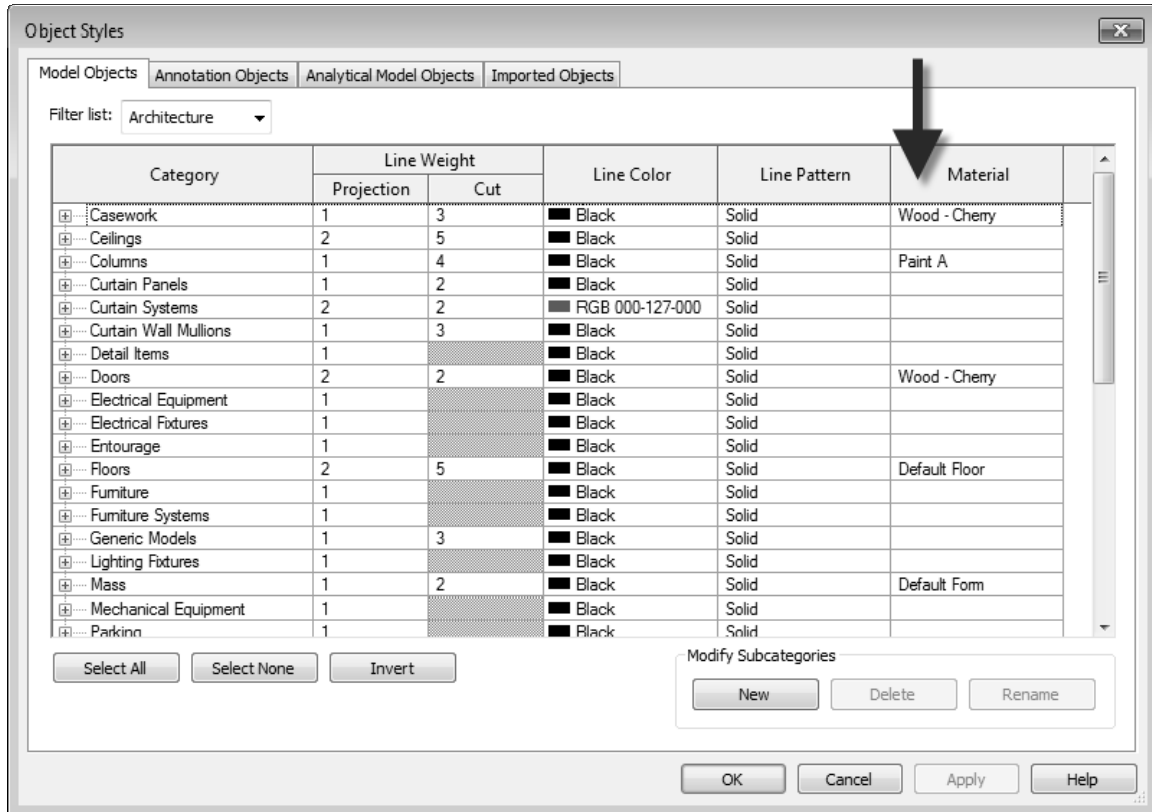 Object Styles
Model Objects Annotation Objects Analytical Model Objects Imported Objects
Filter list: Architecture
Category Line Weight Line Color Line Pattern Material
Projection Cut
Casework 1 3 Black Solid Wood - Cherry
Ceilings 2 5 Black Solid
Columns 1 4 Black Solid Paint A
Curtain Panels 1 2 Black Solid
Curtain Systems 2 2 RGB 000-127-000 Solid
Curtain Wall Mullions 1 3 Black Solid
Detail Items 1 Black Solid
Doors 2 2 Black Solid Wood - Cherry
Electrical Equipment 1 Black Solid
Electrical Fixtures 1 Black Solid
Entourage 1 Black Solid
Floors 2 5 Black Solid Default Floor
Furniture 1 Black Solid
Furniture Systems 1 Black Solid
Generic Models 1 3 Black Solid
Lighting Fixtures 1 Black Solid
Mass 1 2 Black Solid Default Form
Mechanical Equipment 1 Black Solid
Parking 1 Black Solid
Select All Select None Invert
Modify Subcategories
New Delete Rename
OK Cancel Apply Help